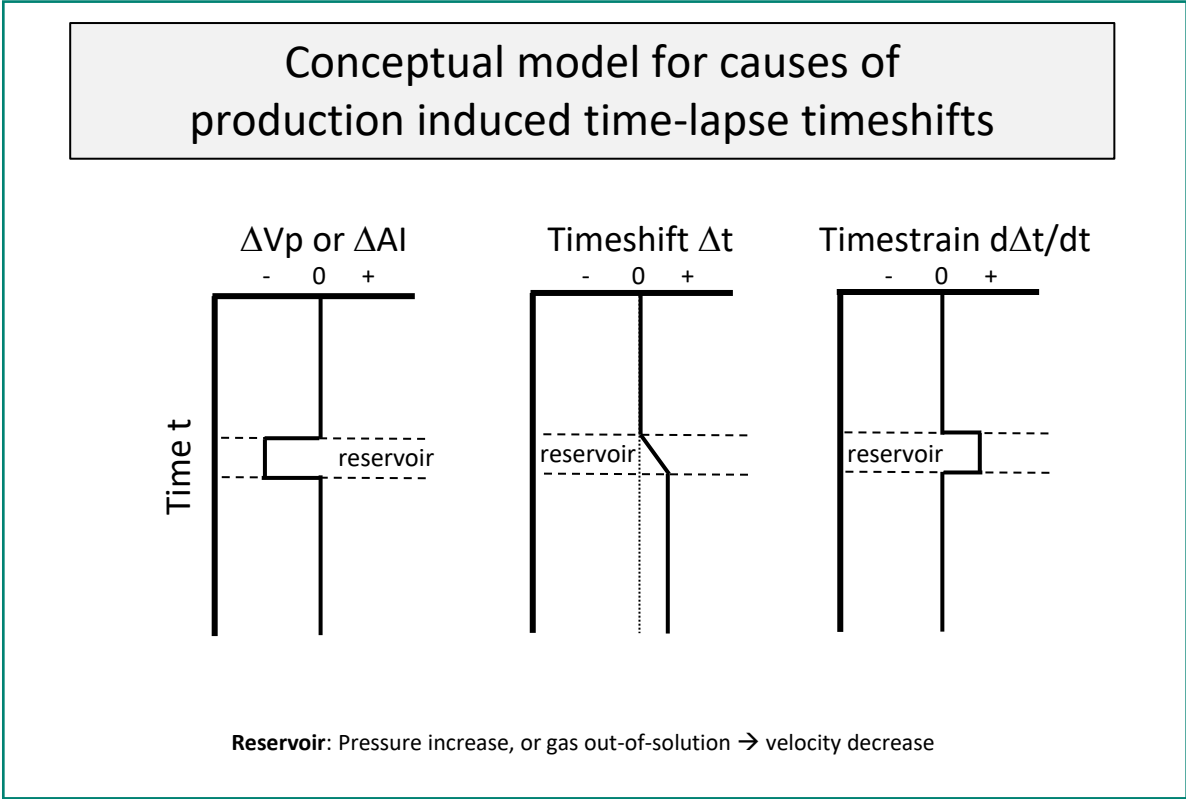 Conceptual model for causes of
production induced time-lapse timeshifts
ΔVp or ΔAI
- 0 +
Timeshift Δt
- 0 +
Timestrain dΔt/dt
- 0 +
Time t
reservoir
reservoir
reservoir
Reservoir: Pressure increase, or gas out-of-solution → velocity decrease